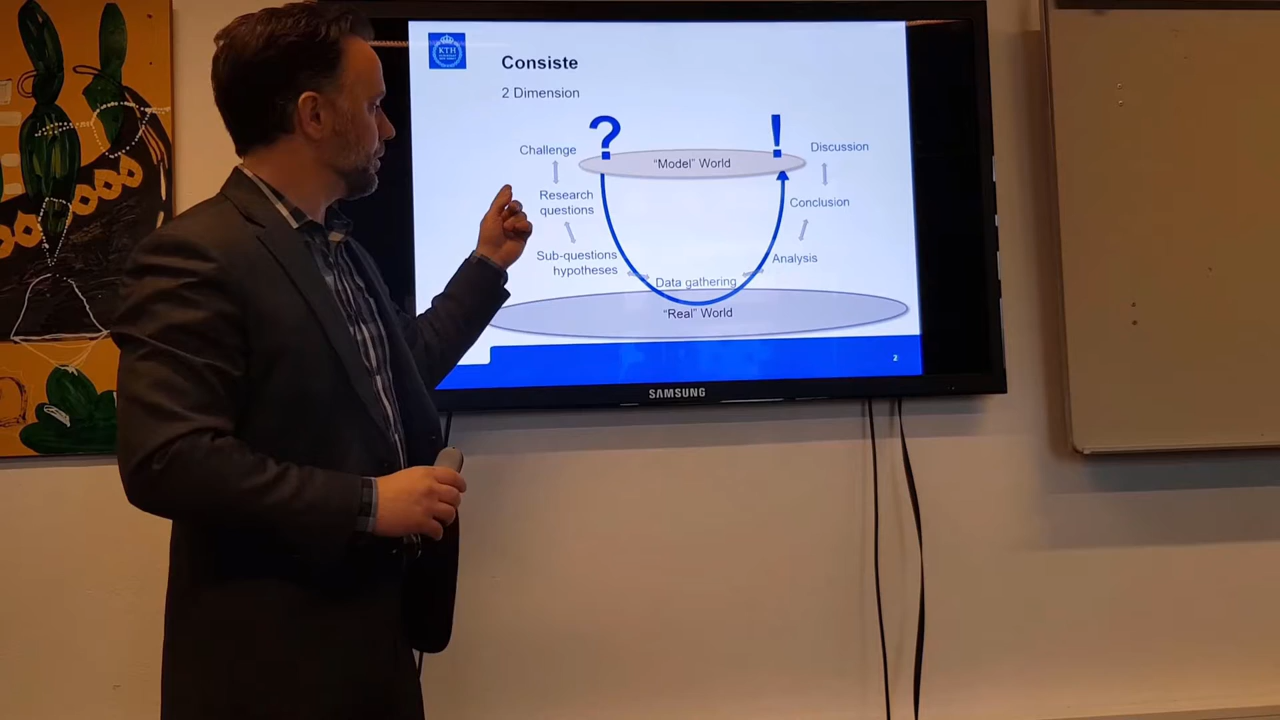 KTH
Consiste
2 Dimension
?
!
Challenge
"Model" World
Discussion
Research
questions
Conclusion
Sub-questions
hypotheses
Analysis
Data gathering
"Real" World
2
SAMSUNG